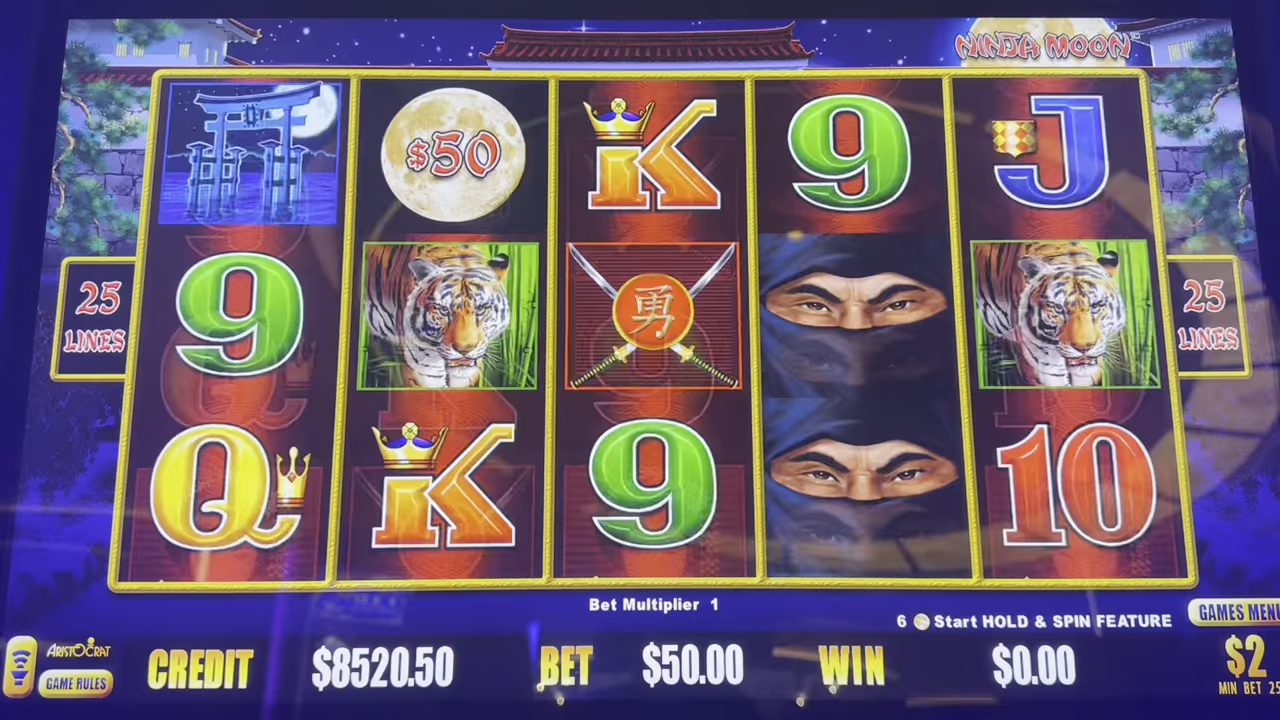 NINJA MOON™
$50
K
9
J
25
LINES
9
勇
25
LINES
Q
K
9
10
Bet Multiplier 1
6 Start HOLD & SPIN FEATURE
GAMES MENU
ARISTOCRAT
GAME RULES
CREDIT $8520.50
BET $50.00
WIN $0.00
$2
MIN BET 25